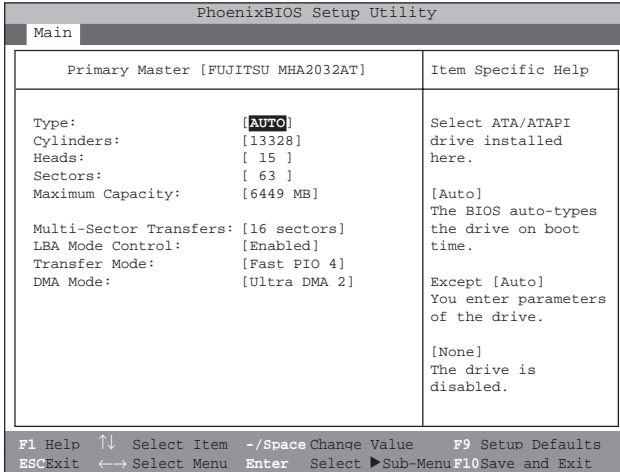 PhoenixBIOS Setup Utility
Main
Primary Master [FUJITSU MHA2032AT]
Item Specific Help
Type: [AUTO]
Cylinders: [13328]
Heads: [ 15 ]
Sectors: [ 63 ]
Maximum Capacity: [6449 MB]
Multi-Sector Transfers: [16 sectors]
LBA Mode Control: [Enabled]
Transfer Mode: [Fast PIO 4]
DMA Mode: [Ultra DMA 2]
Select ATA/ATAPI
drive installed
here.
[Auto]
The BIOS auto-types
the drive on boot
time.
Except [Auto]
You enter parameters
of the drive.
[None]
The drive is
disabled.
F1 Help ↑↓ Select Item -/Space Change Value F9 Setup Defaults
ESC Exit ←→ Select Menu Enter Select ▶Sub-Menu F10 Save and Exit